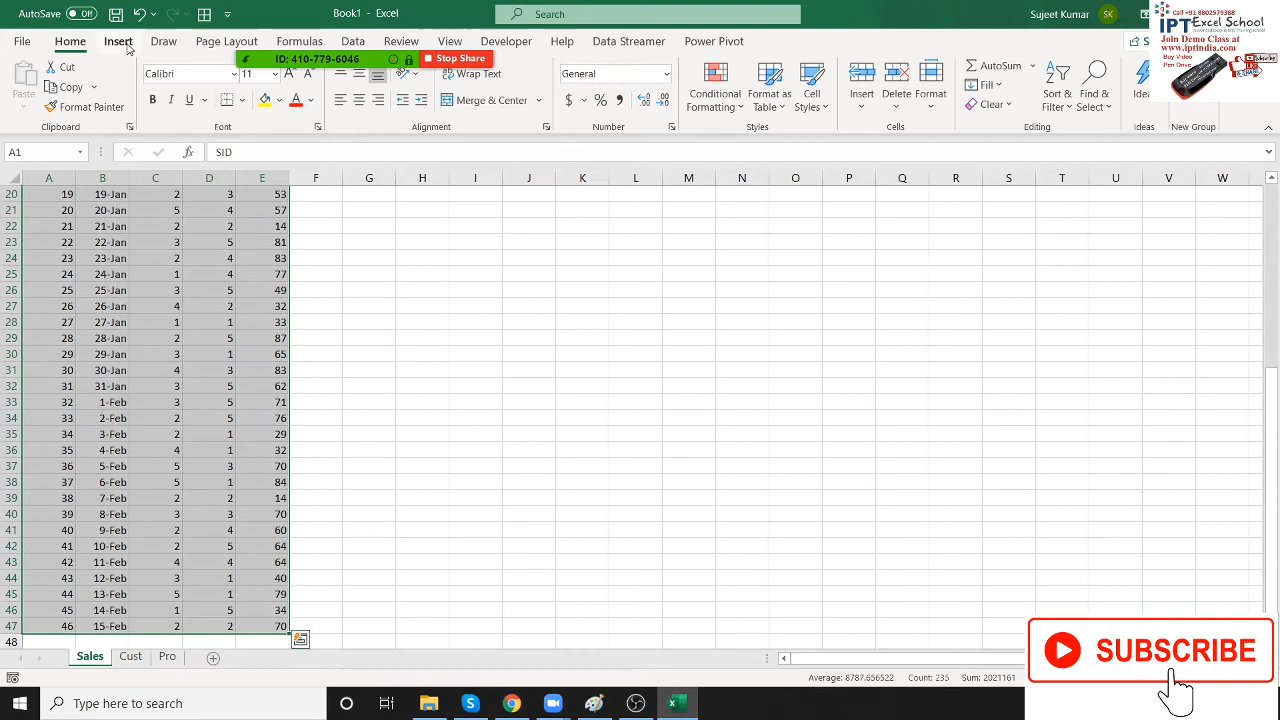 AutoSave Off Book1 - Excel Search Sujeet Kumar SK
Call +91 8802579388
IPT Excel School
Join Demo Class at
www.iptindia.com
Buy Video
Pen Drive
File Home Insert Draw Page Layout Formulas Data Review View Developer Help Data Streamer Power Pivot
ID: 410-779-6046 Stop Share
Paste Cut Copy Format Painter
Calibri 11 A A
B I U A
Wrap Text
Merge & Center
General
$ % ,
Conditional Formatting Format as Table Cell Styles
Insert Delete Format
AutoSum Fill Clear
Sort & Filter Find & Select
Ideas
Clipboard Font Alignment Number Styles Cells Editing Ideas New Group
A1 fx SID
A B C D E F G H I J K L M N O P Q R S T U V W
20 19 19-Jan 2 3 53
21 20 20-Jan 5 4 57
22 21 21-Jan 2 2 14
23 22 22-Jan 3 5 81
24 23 23-Jan 2 4 83
25 24 24-Jan 1 4 77
26 25 25-Jan 3 5 49
27 26 26-Jan 4 2 32
28 27 27-Jan 1 1 33
29 28 28-Jan 2 5 87
30 29 29-Jan 3 1 65
31 30 30-Jan 4 3 83
32 31 31-Jan 3 5 62
33 32 1-Feb 3 5 71
34 33 2-Feb 2 5 76
35 34 3-Feb 2 1 29
36 35 4-Feb 4 1 32
37 36 5-Feb 5 3 70
38 37 6-Feb 5 1 84
39 38 7-Feb 2 2 14
40 39 8-Feb 3 3 70
41 40 9-Feb 2 4 60
42 41 10-Feb 2 5 64
43 42 11-Feb 4 4 64
44 43 12-Feb 3 1 40
45 44 13-Feb 5 1 79
46 45 14-Feb 1 5 34
47 46 15-Feb 2 2 70
48
SUBSCRIBE
Sales Cust Pro
Average: 8787.656522 Count: 235 Sum: 2021161
Type here to search